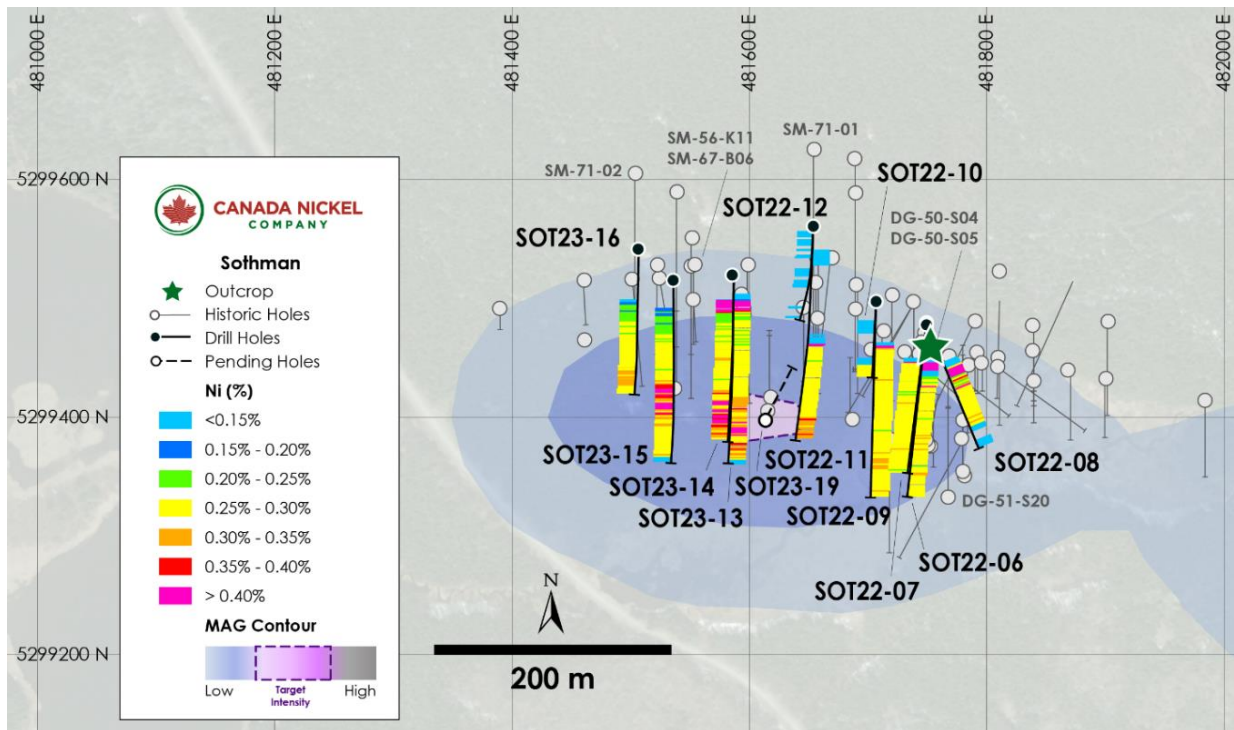 481000 E
481200 E
481400 E
481600 E
481800 E
482000 E
5299600 N
5299400 N
5299200 N
CANADA NICKEL
COMPANY
Sothman
Outcrop
Historic Holes
Drill Holes
Pending Holes
Ni (%)
<0.15%
0.15% - 0.20%
0.20% - 0.25%
0.25% - 0.30%
0.30% - 0.35%
0.35% - 0.40%
> 0.40%
MAG Contour
Low
Target
Intensity
High
SM-56-K11
SM-67-B06
SM-71-01
SM-71-02
SOT22-10
SOT22-12
DG-50-S04
DG-50-S05
SOT23-16
SOT23-15
SOT22-11
SOT22-08
SOT23-14
SOT23-19
SOT23-13
SOT22-09
DG-51-S20
SOT22-06
SOT22-07
N
200 m